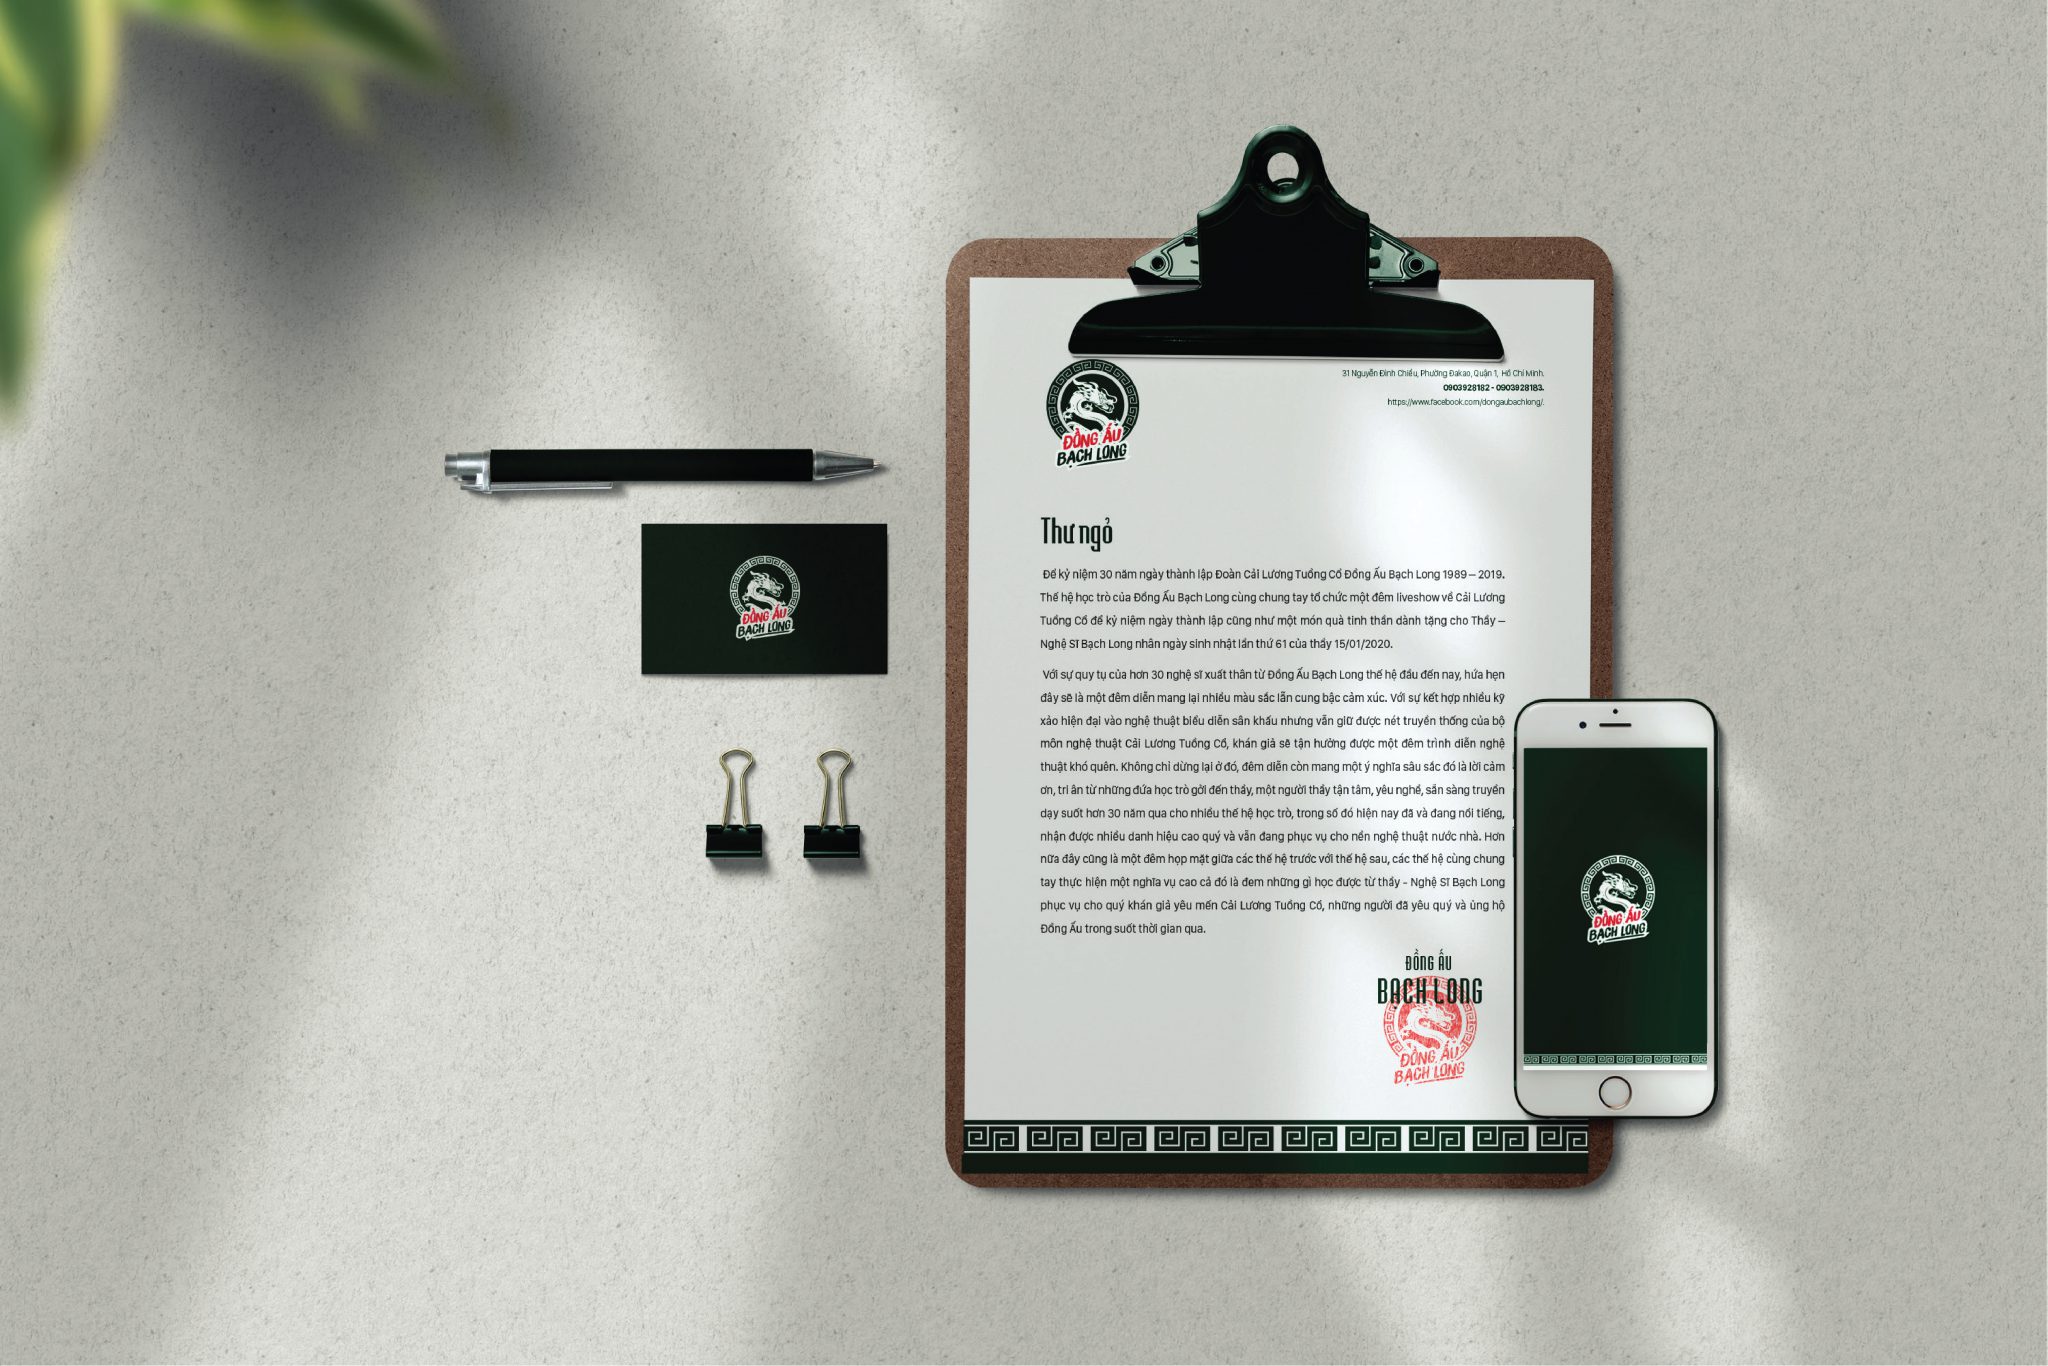 31 Nguyễn Đình Chiểu, Phường Đakao, Quận 1, Hồ Chí Minh.
0903928182 - 0903928183.
https://www.facebook.com/dongaubachlong/.
ĐỒNG ẤU
BẠCH LONG
Thư ngỏ
Để kỷ niệm 30 năm ngày thành lập Đoàn Cải Lương Tuồng Cổ Đồng Ấu Bạch Long 1989 – 2019.
Thế hệ học trò của Đồng Ấu Bạch Long cùng chung tay tổ chức một đêm liveshow về Cải Lương
Tuồng Cổ để kỷ niệm ngày thành lập cũng như một món quà tinh thần dành tặng cho Thầy –
Nghệ Sĩ Bạch Long nhân ngày sinh nhật lần thứ 61 của thầy 15/01/2020.
Với sự quy tụ của hơn 30 nghệ sĩ xuất thân từ Đồng Ấu Bạch Long thế hệ đầu đến nay, hứa hẹn
đây sẽ là một đêm diễn mang lại nhiều màu sắc lẫn cung bậc cảm xúc. Với sự kết hợp nhiều kỹ
xảo hiện đại vào nghệ thuật biểu diễn sân khấu nhưng vẫn giữ được nét truyền thống của bộ
môn nghệ thuật Cải Lương Tuồng Cổ, khán giả sẽ tận hưởng được một đêm trình diễn nghệ
thuật khó quên. Không chỉ dừng lại ở đó, đêm diễn còn mang một ý nghĩa sâu sắc đó là lời cảm
ơn, tri ân từ những đứa học trò gởi đến thầy, một người thầy tận tâm, yêu nghề, sẵn sàng truyền
dạy suốt hơn 30 năm qua cho nhiều thế hệ học trò, trong số đó hiện nay đã và đang nổi tiếng,
nhận được nhiều danh hiệu cao quý và vẫn đang phục vụ cho nền nghệ thuật nước nhà. Hơn
nữa đây cũng là một đêm họp mặt giữa các thế hệ trước với thế hệ sau, các thế hệ cùng chung
tay thực hiện một nghĩa vụ cao cả đó là đem những gì học được từ thầy - Nghệ Sĩ Bạch Long
phục vụ cho quý khán giả yêu mến Cải Lương Tuồng Cổ, những người đã yêu quý và ủng hộ
Đồng Ấu trong suốt thời gian qua.
ĐỒNG ẤU
BẠCH LONG
ĐỒNG ẤU
BẠCH LONG
ĐỒNG ẤU
BẠCH LONG
ĐỒNG ẤU
BẠCH LONG